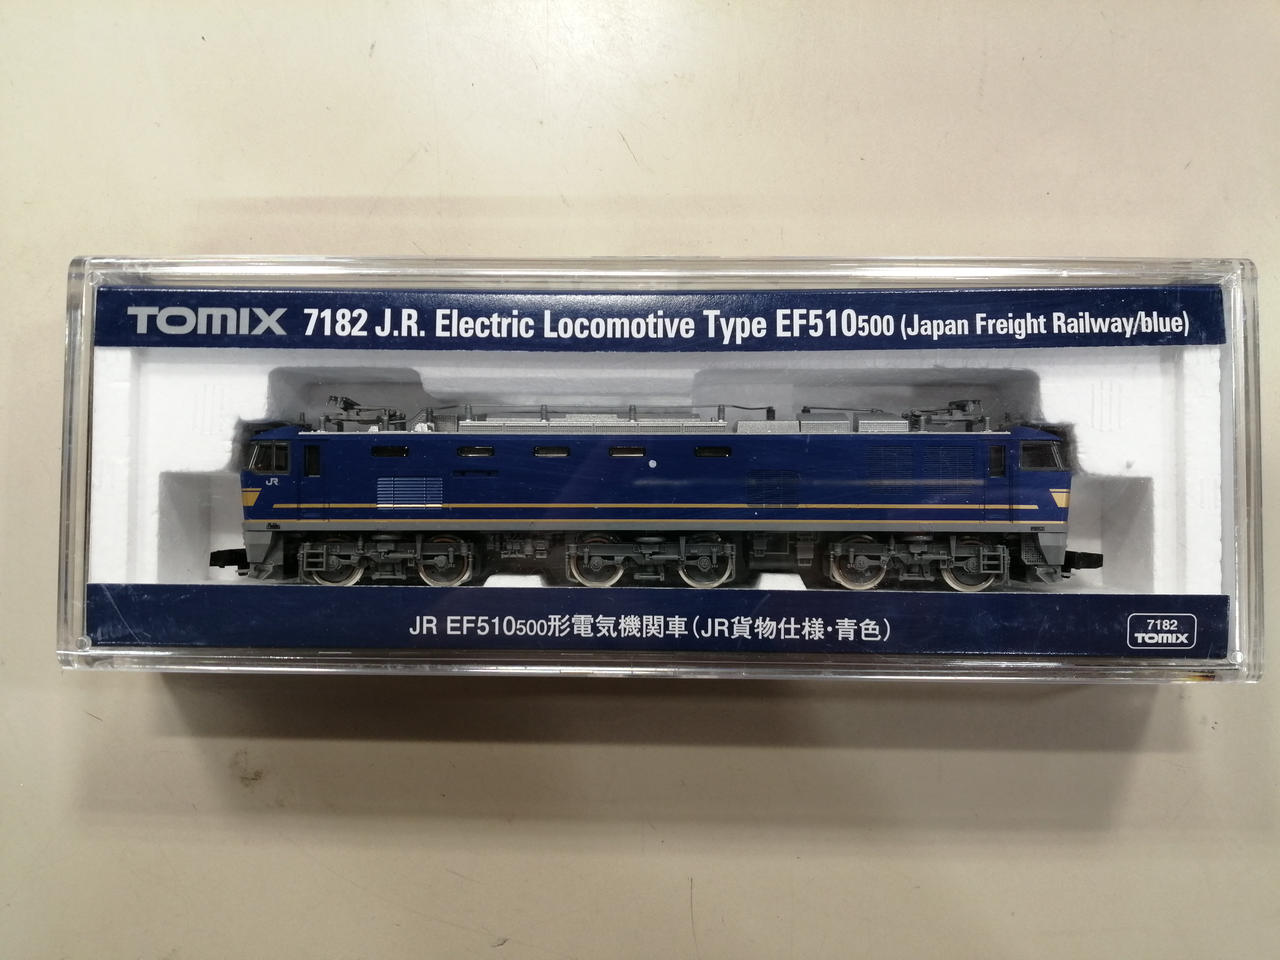 TOMIX 7182 J.R. Electric Locomotive Type EF510500 (Japan Freight Railway/blue)
JR
JR EF510500形電気機関車(JR貨物仕様・青色)
7182
TOMIX